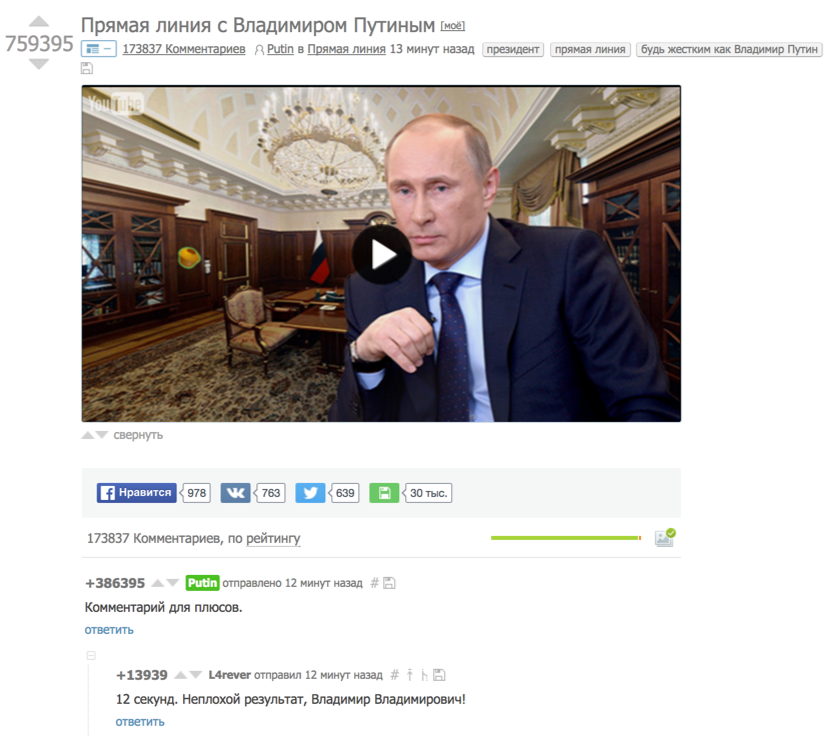 Прямая линия с Владимиром Путиным [моё]
759395
173837 Комментариев Putin в Прямая линия 13 минут назад президент прямая линия будь жестким как Владимир Путин
YouTube
свернуть
Нравится 978 763 639 30 тыс.
173837 Комментариев, по рейтингу
+386395 Putin отправлено 12 минут назад #
Комментарий для плюсов.
ответить
+13939 L4rever отправил 12 минут назад #
12 секунд. Неплохой результат, Владимир Владимирович!
ответить